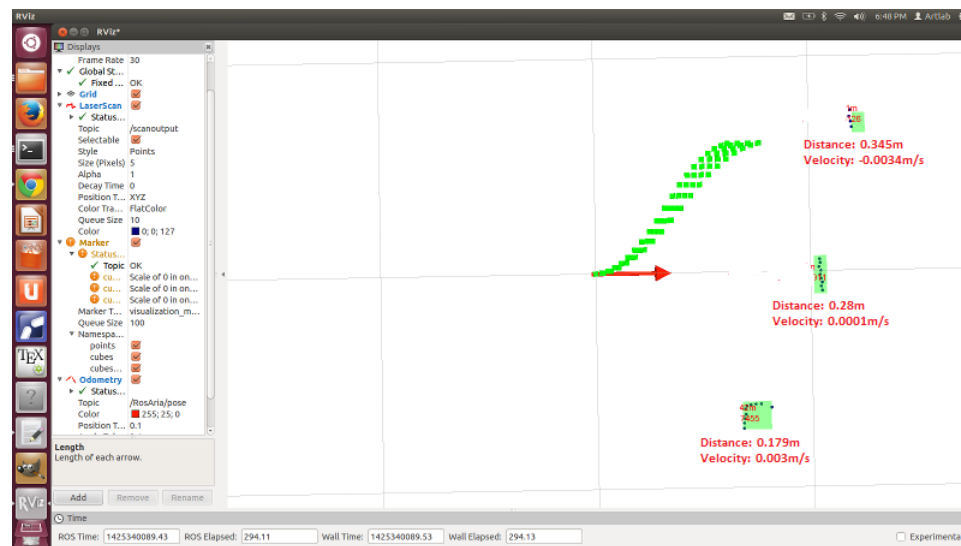 RViz
6:48 PM
Artlab
RViz*
Displays
Frame Rate 30
Global St...
Fixed ... OK
Grid
LaserScan
Status...
Topic /scanoutput
Selectable
Style Points
Size (Pixels) 5
Alpha 1
Decay Time 0
Position T... XYZ
Color Tra... FlatColor
Queue Size 10
Color 0; 0; 127
Marker
Status...
Topic OK
cu... Scale of 0 in on...
cu... Scale of 0 in on...
cu... Scale of 0 in on...
Marker T... visualization_m...
Queue Size 100
Namespa...
points
cubes
cubes...
Odometry
Status...
Topic /RosAria/pose
Color 255; 25; 0
Position T... 0.1
Length
Length of each arrow.
Add Remove Rename
Distance: 0.345m
Velocity: -0.0034m/s
Distance: 0.28m
Velocity: 0.0001m/s
Distance: 0.179m
Velocity: 0.003m/s
Time
ROS Time: 1425340089.43 ROS Elapsed: 294.11 Wall Time: 1425340089.53 Wall Elapsed: 294.13 Experimenta
TEX
RViz